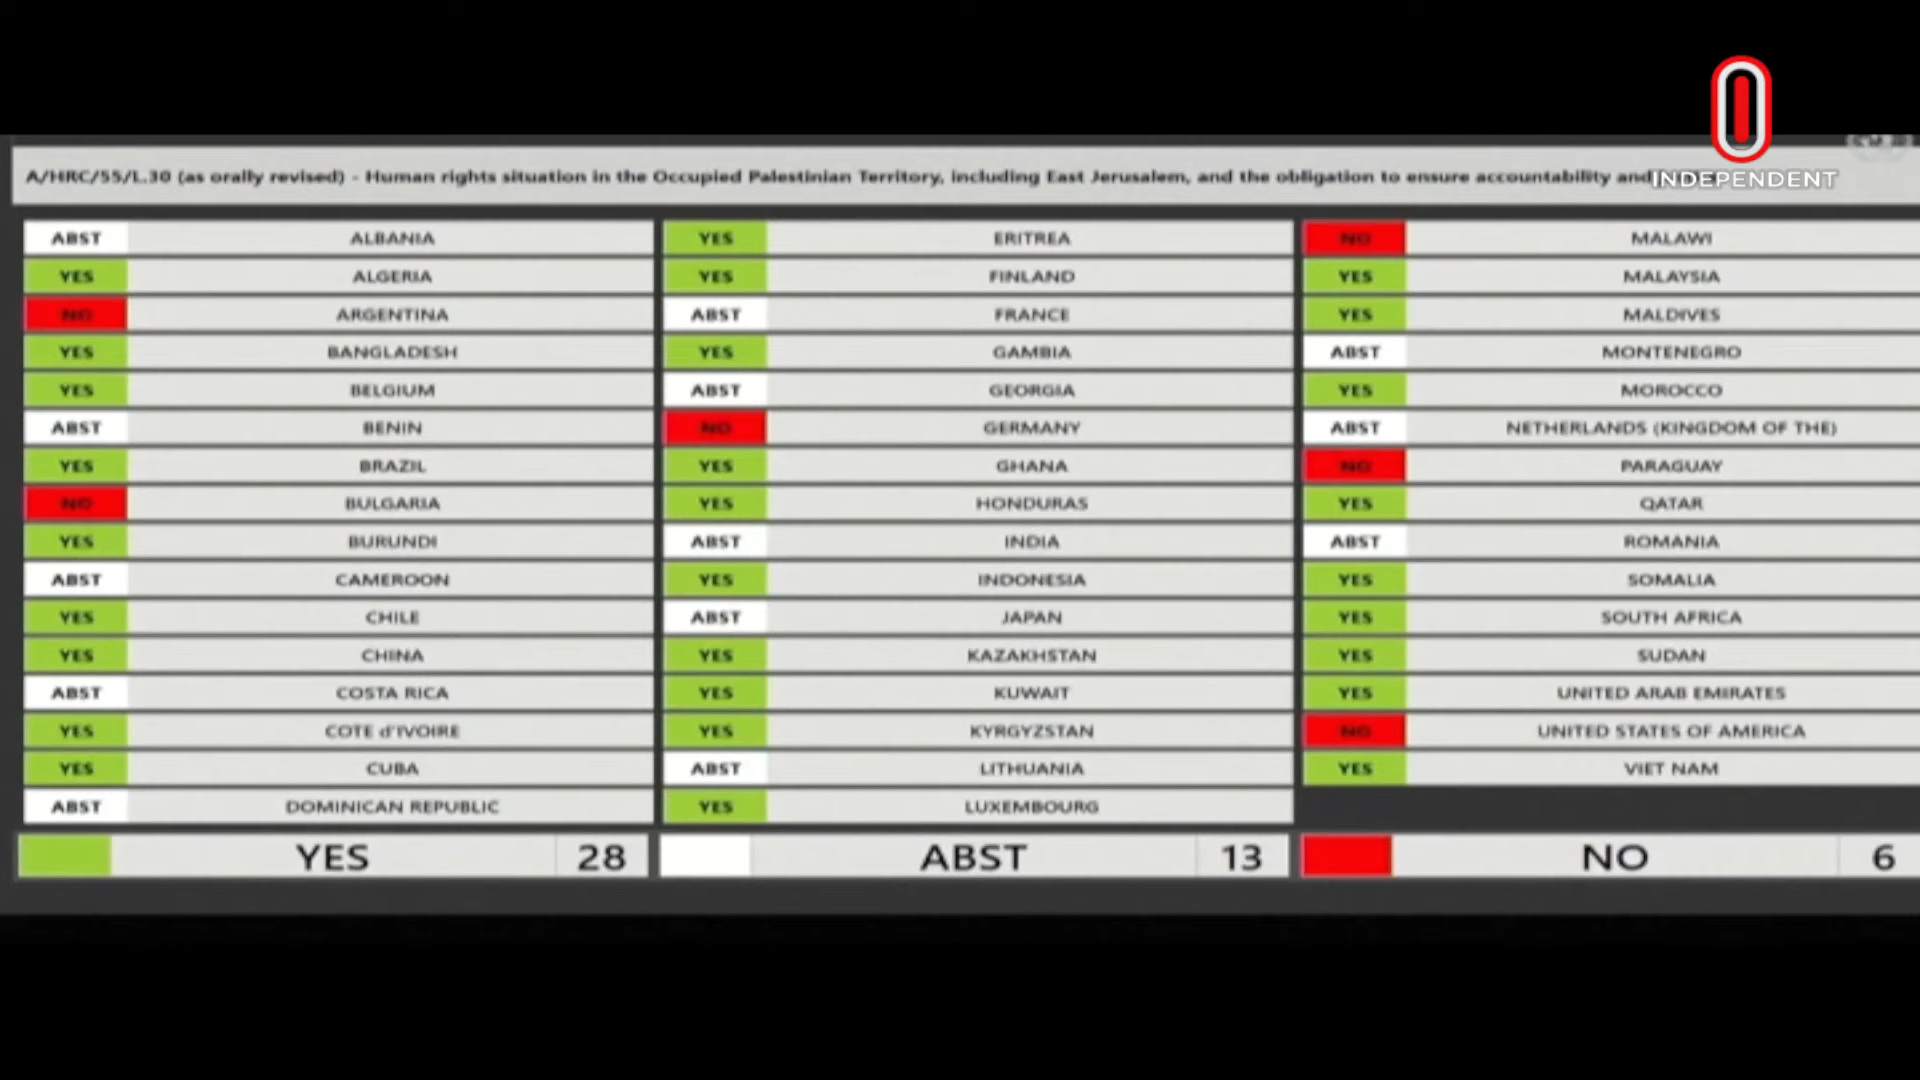 INDEPENDENT
A/HRC/55/L.30 (as orally revised) - Human rights situation in the Occupied Palestinian Territory, including East Jerusalem, and the obligation to ensure accountability and
ABST ALBANIA
YES ALGERIA
NO ARGENTINA
YES BANGLADESH
YES BELGIUM
ABST BENIN
YES BRAZIL
NO BULGARIA
YES BURUNDI
ABST CAMEROON
YES CHILE
YES CHINA
ABST COSTA RICA
YES COTE d'IVOIRE
YES CUBA
ABST DOMINICAN REPUBLIC
YES ERITREA
YES FINLAND
ABST FRANCE
YES GAMBIA
ABST GEORGIA
NO GERMANY
YES GHANA
YES HONDURAS
ABST INDIA
YES INDONESIA
ABST JAPAN
YES KAZAKHSTAN
YES KUWAIT
YES KYRGYZSTAN
ABST LITHUANIA
YES LUXEMBOURG
NO MALAWI
YES MALAYSIA
YES MALDIVES
ABST MONTENEGRO
YES MOROCCO
ABST NETHERLANDS (KINGDOM OF THE)
NO PARAGUAY
YES QATAR
ABST ROMANIA
YES SOMALIA
YES SOUTH AFRICA
YES SUDAN
YES UNITED ARAB EMIRATES
NO UNITED STATES OF AMERICA
YES VIET NAM
YES 28
ABST 13
NO 6